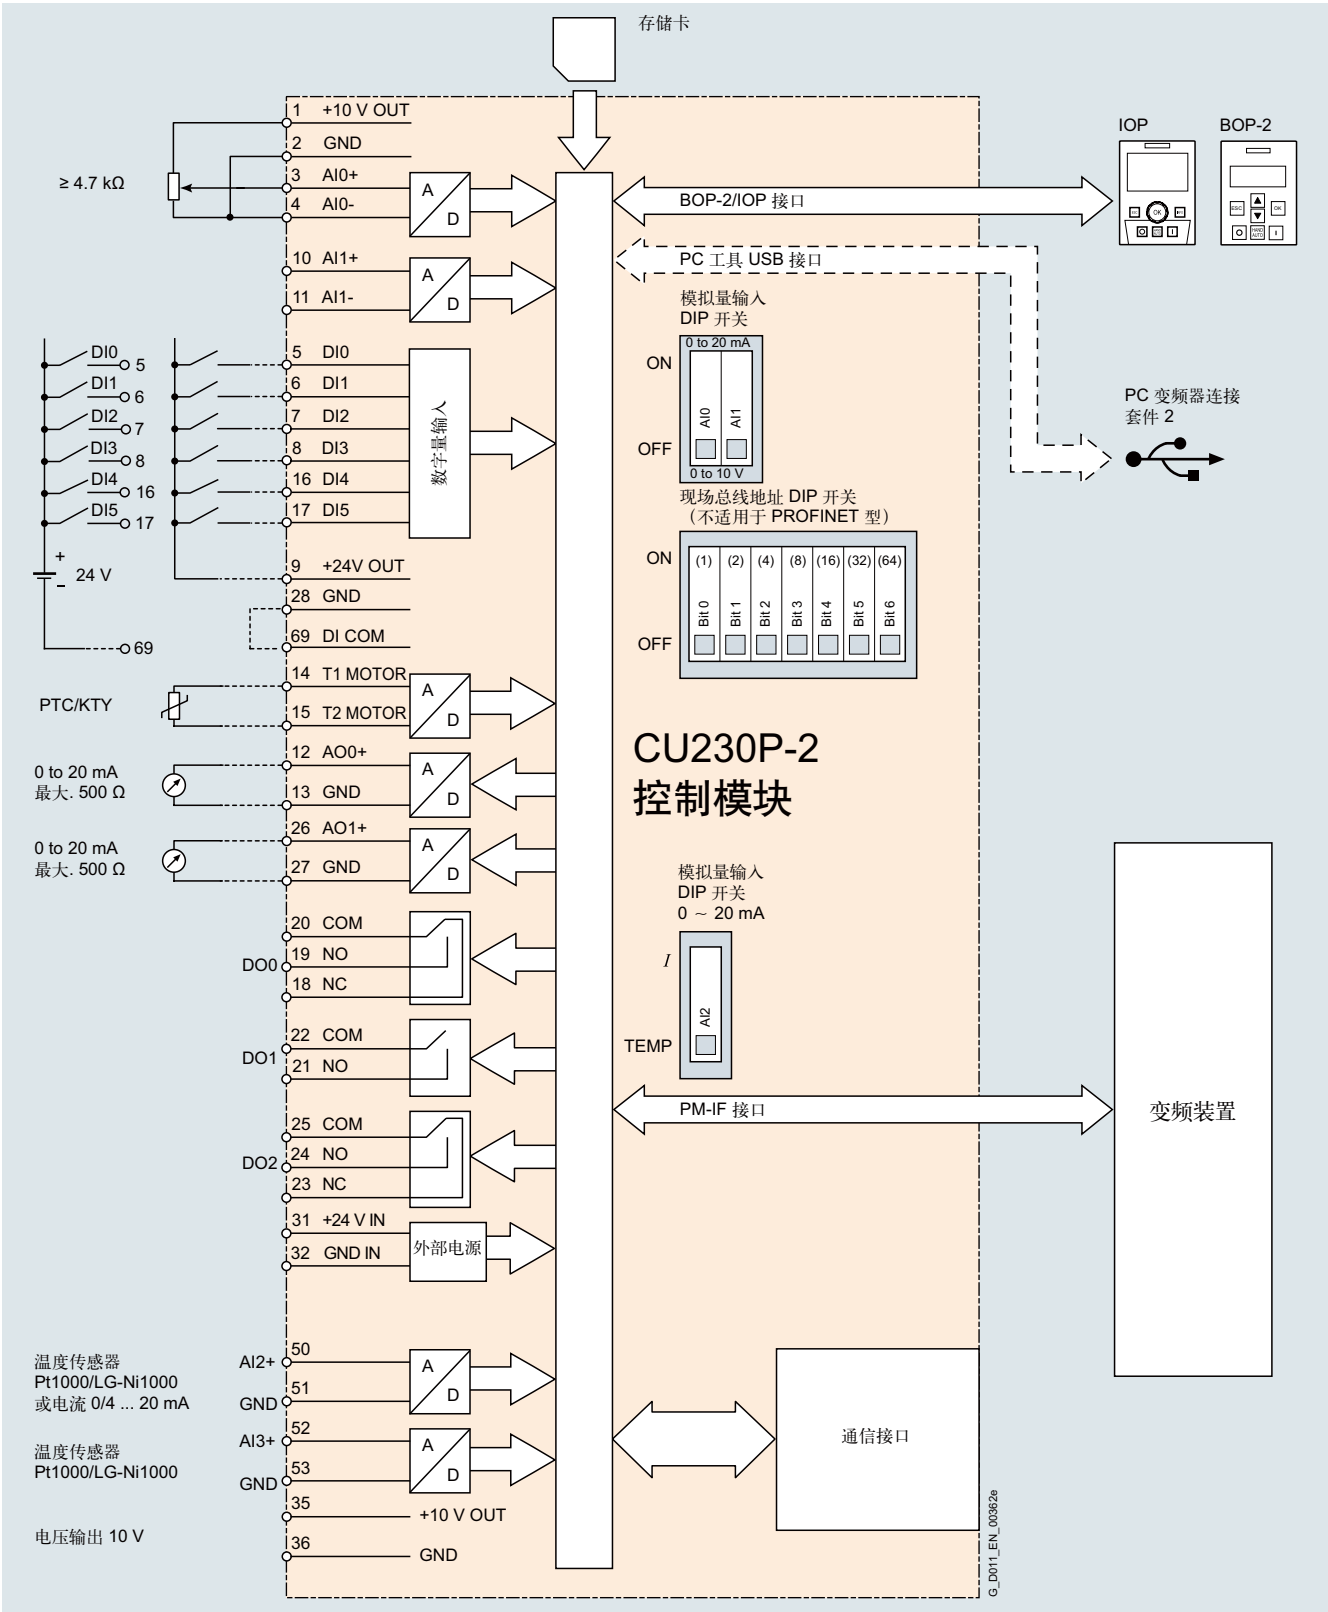 存储卡
1 +10 V OUT
2 GND
≥ 4.7 kΩ
3 AI0+
4 AI0-
A
D
10 AI1+
11 AI1-
A
D
DI0 5
DI1 6
DI2 7
DI3 8
DI4 16
DI5 17
5 DI0
6 DI1
7 DI2
8 DI3
16 DI4
17 DI5
数字量输入
+
−
24 V
69
9 +24V OUT
28 GND
69 DI COM
PTC/KTY
14 T1 MOTOR
15 T2 MOTOR
A
D
0 to 20 mA
最大. 500 Ω
12 AO0+
13 GND
A
D
0 to 20 mA
最大. 500 Ω
26 AO1+
27 GND
A
D
DO0
20 COM
19 NO
18 NC
DO1
22 COM
21 NO
DO2
25 COM
24 NO
23 NC
31 +24 V IN
32 GND IN
外部电源
温度传感器
Pt1000/LG-Ni1000
或电流 0/4 ... 20 mA
AI2+ 50
GND 51
A
D
温度传感器
Pt1000/LG-Ni1000
AI3+ 52
GND 53
A
D
电压输出 10 V
35 +10 V OUT
36 GND
BOP-2/IOP 接口
PC 工具 USB 接口
IOP
OK
BOP-2
ESC
OK
HAND
AUTO
PC 变频器连接
套件 2
模拟量输入
DIP 开关
0 to 20 mA
ON
AI0
AI1
OFF
0 to 10 V
现场总线地址 DIP 开关
（不适用于 PROFINET 型）
ON
(1) (2) (4) (8) (16) (32) (64)
Bit 0 Bit 1 Bit 2 Bit 3 Bit 4 Bit 5 Bit 6
OFF
CU230P-2
控制模块
模拟量输入
DIP 开关
0 ~ 20 mA
I
AI2
TEMP
PM-IF 接口
变频装置
通信接口
G_D011_EN_00362e